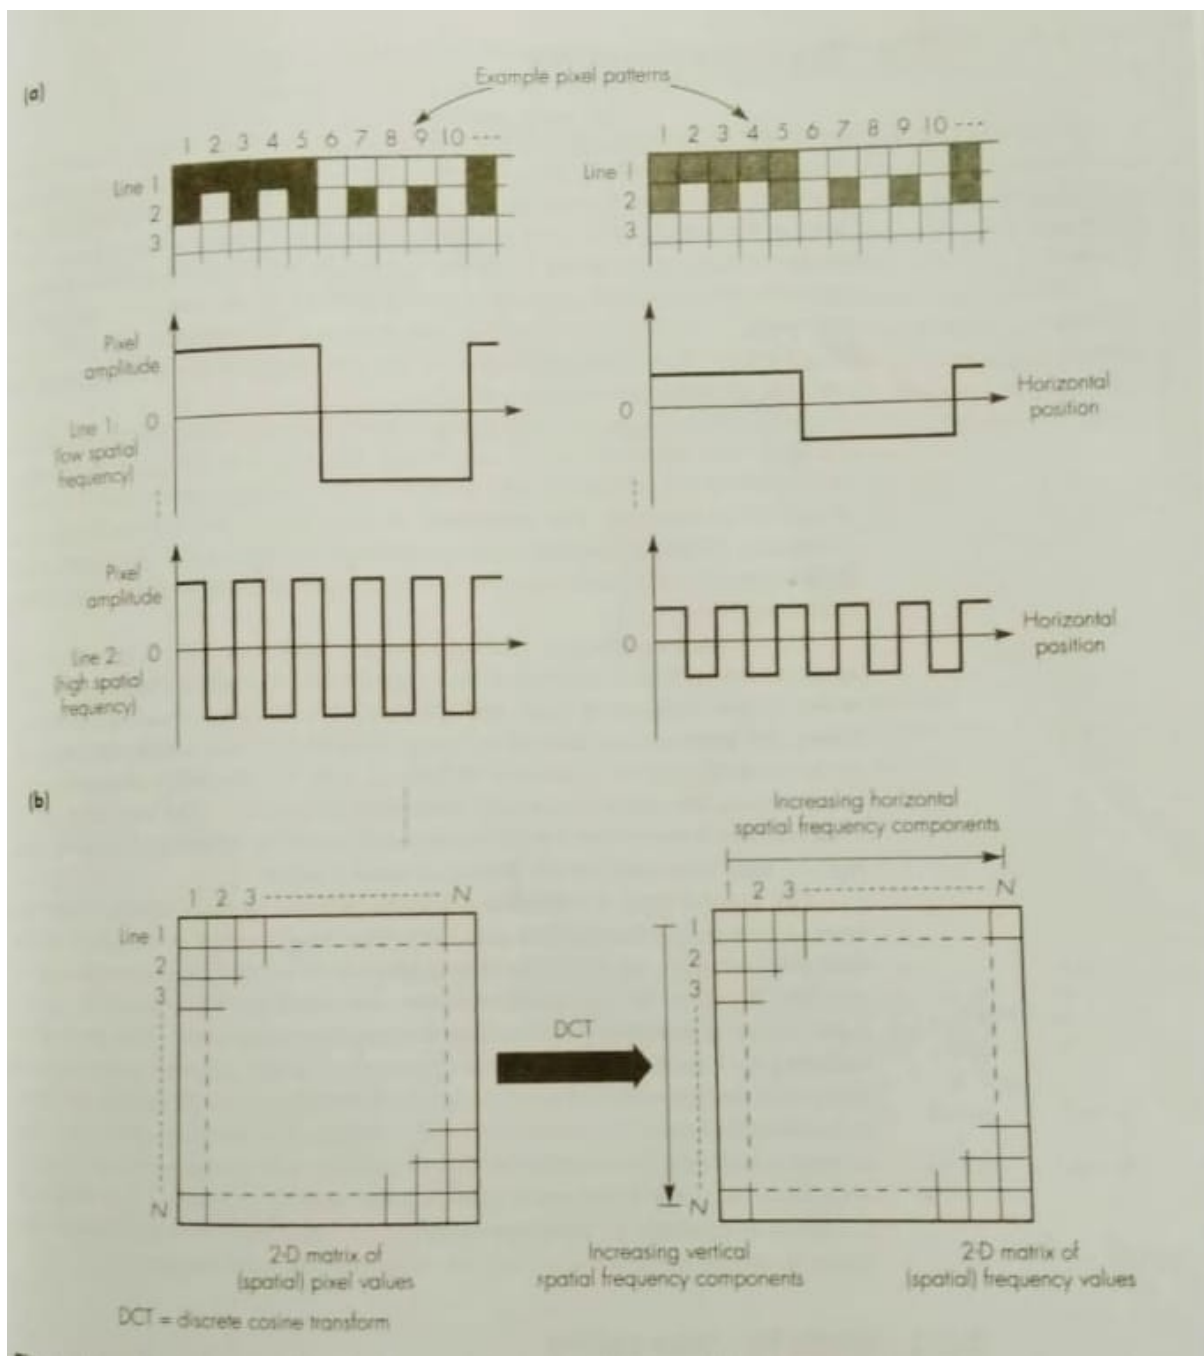 (a)
Example pixel patterns
1 2 3 4 5 6 7 8 9 10 ---
1 2 3 4 5 6 7 8 9 10 ---
Line 1
2
3
Line 1
2
3
Pixel
amplitude
0
Line 1:
(low spatial
frequency)
0
Horizontal
position
Pixel
amplitude
0
Line 2:
(high spatial
frequency)
0
Horizontal
position
(b)
Increasing horizontal
spatial frequency components
1 2 3 N
1 2 3 N
Line 1
2
3
N
DCT
1
2
3
N
2-D matrix of
(spatial) pixel values
Increasing vertical
spatial frequency components
2-D matrix of
(spatial) frequency values
DCT = discrete cosine transform